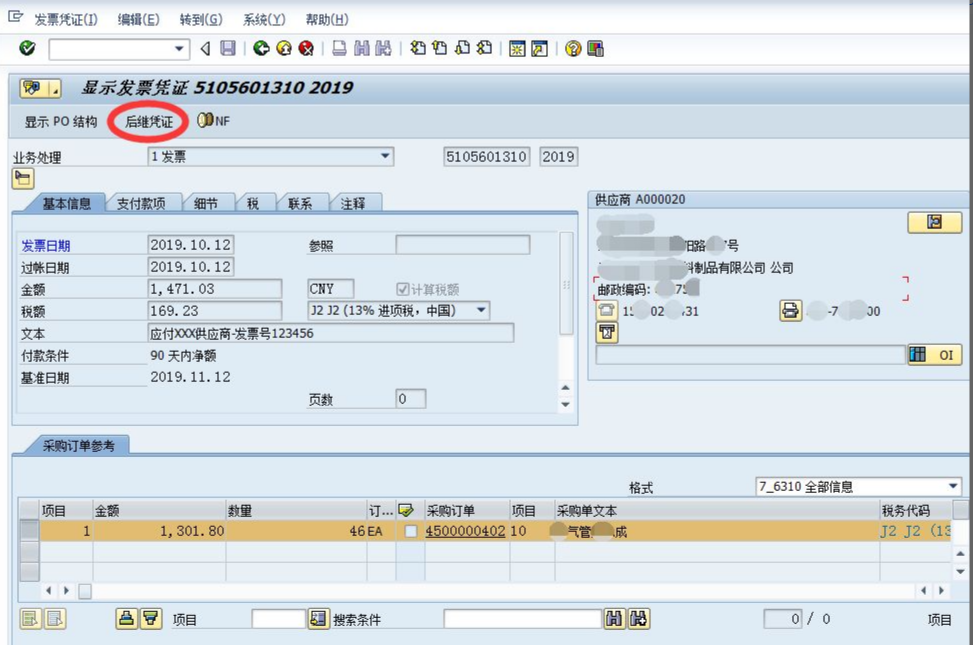 发票凭证(I) 编辑(E) 转到(G) 系统(Y) 帮助(H)
显示发票凭证 5105601310 2019
显示 PO 结构 后继凭证 NF
业务处理 1 发票 5105601310 2019
基本信息 支付款项 细节 税 联系 注释
供应商 A000020
发票日期 2019.10.12 参照
过帐日期 2019.10.12
金额 1,471.03 CNY 计算税额
税额 169.23 J2 J2 (13% 进项税，中国)
文本 应付XXX供应商-发票号123456
付款条件 90 天内净额
基准日期 2019.11.12
页数 0
阳路 号
料制品有限公司 公司
邮政编码: 75
15 02 31 -7 00
OI
采购订单参考
格式 7_6310 全部信息
项目 金额 数量 订... 采购订单 项目 采购单文本 税务代码
1 1,301.80 46 EA 4500000402 10 气管 成 J2 J2 (13
项目 搜索条件 0 / 0 项目